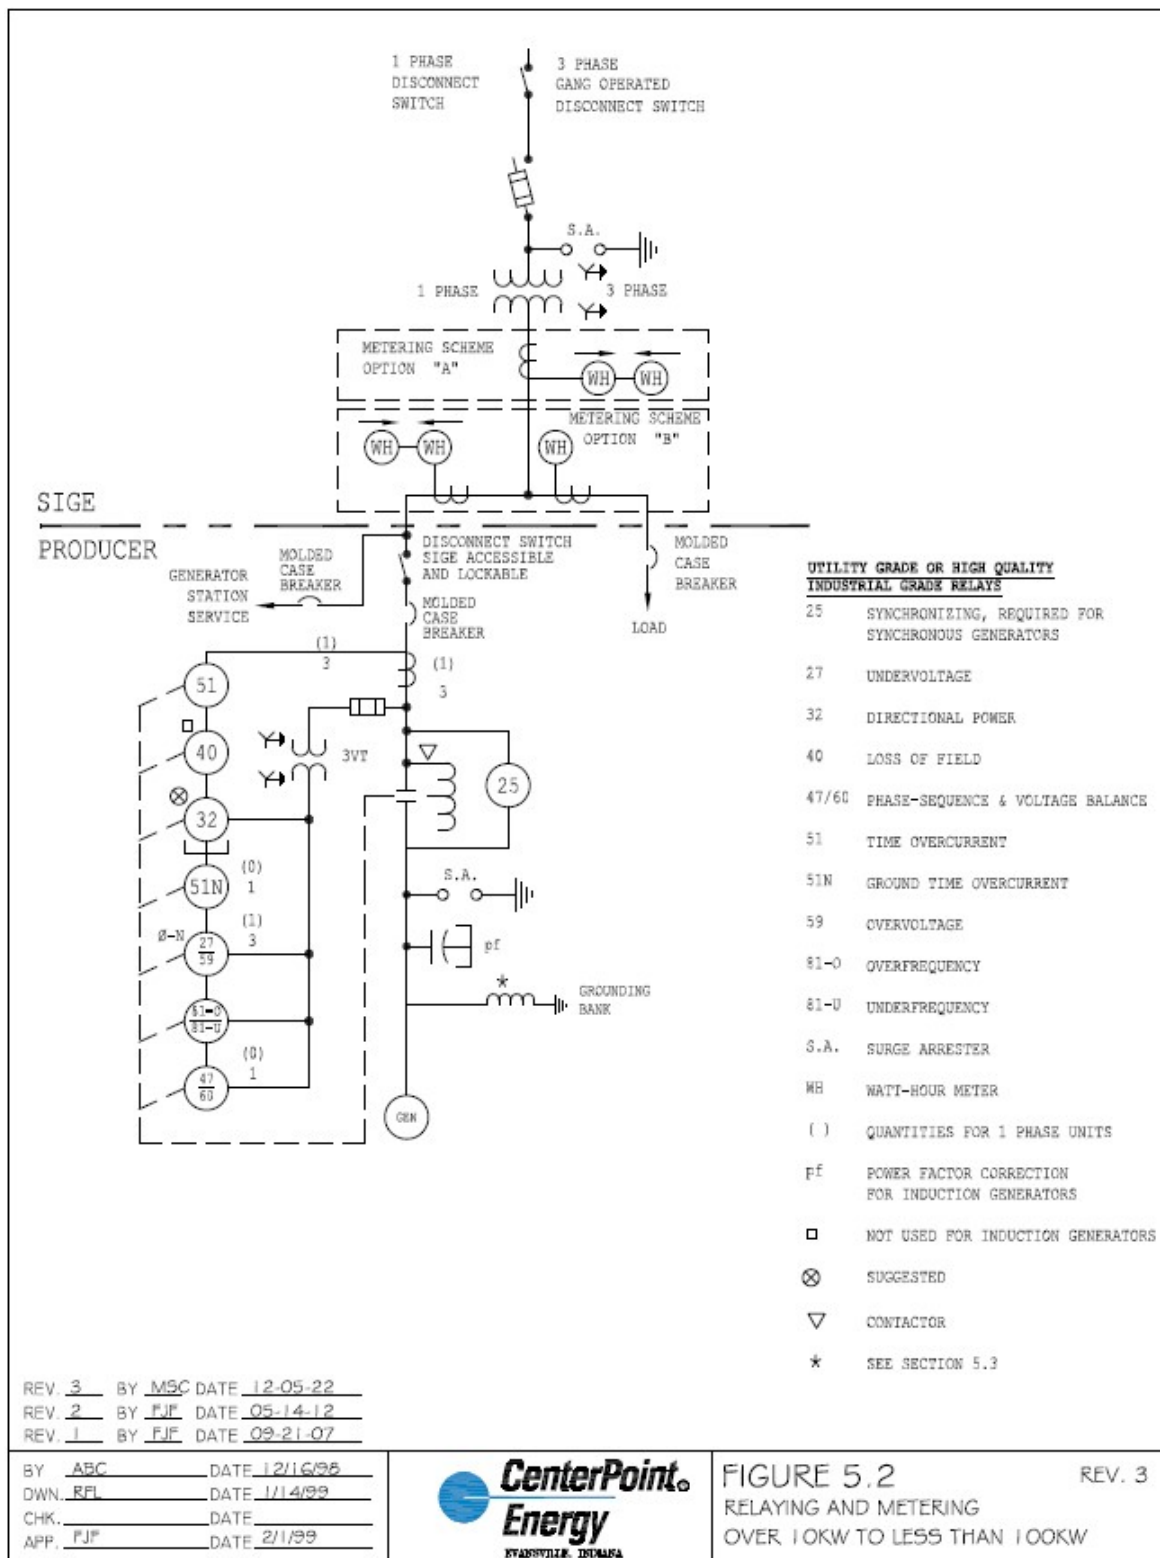 1 PHASE
DISCONNECT
SWITCH
3 PHASE
GANG OPERATED
DISCONNECT SWITCH
S.A.
1 PHASE
3 PHASE
METERING SCHEME
OPTION "A"
WH
WH
METERING SCHEME
OPTION "B"
WH
WH
WH
SIGE
PRODUCER
DISCONNECT SWITCH
SIGE ACCESSIBLE
AND LOCKABLE
MOLDED
CASE
BREAKER
GENERATOR
STATION
SERVICE
MOLDED
CASE
BREAKER
MOLDED
CASE
BREAKER
LOAD
(1)
3
(1)
3
51
40
3VT
25
32
51N
(0)
1
S.A.
Ø-N
27
59
(1)
3
pf
81-O
81-U
*
GROUNDING
BANK
47
60
(0)
1
GEN
UTILITY GRADE OR HIGH QUALITY
INDUSTRIAL GRADE RELAYS
25 SYNCHRONIZING, REQUIRED FOR
SYNCHRONOUS GENERATORS
27 UNDERVOLTAGE
32 DIRECTIONAL POWER
40 LOSS OF FIELD
47/60 PHASE-SEQUENCE & VOLTAGE BALANCE
51 TIME OVERCURRENT
51N GROUND TIME OVERCURRENT
59 OVERVOLTAGE
81-O OVERFREQUENCY
81-U UNDERFREQUENCY
S.A. SURGE ARRESTER
WH WATT-HOUR METER
( ) QUANTITIES FOR 1 PHASE UNITS
pf POWER FACTOR CORRECTION
FOR INDUCTION GENERATORS
NOT USED FOR INDUCTION GENERATORS
SUGGESTED
CONTACTOR
* SEE SECTION 5.3
REV. 3 BY MSC DATE 12-05-22
REV. 2 BY FJF DATE 05-14-12
REV. 1 BY FJF DATE 09-21-07
BY ABC DATE 12/16/98
DWN. RFL DATE 1/14/99
CHK. DATE
APP. FJF DATE 2/1/99
CenterPoint®
Energy
EVANSVILLE, INDIANA
FIGURE 5.2 REV. 3
RELAYING AND METERING
OVER 10KW TO LESS THAN 100KW